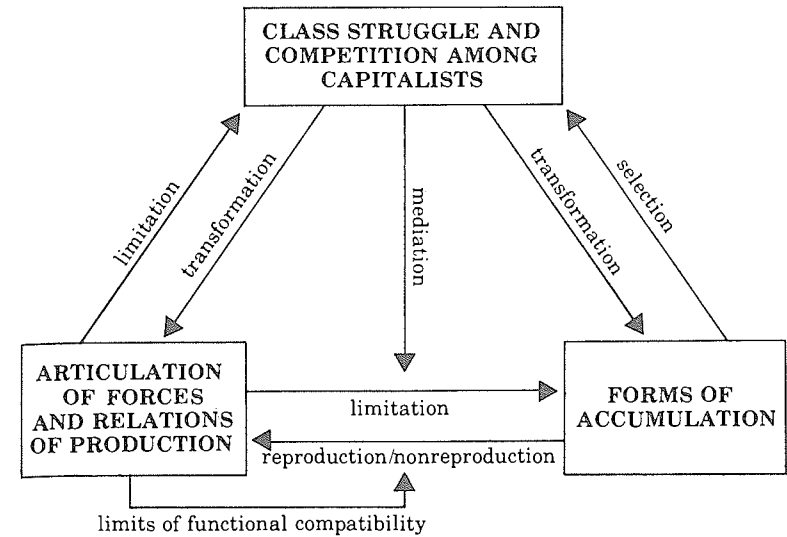 CLASS STRUGGLE AND
COMPETITION AMONG
CAPITALISTS
limitation
transformation
mediation
transformation
selection
ARTICULATION
OF FORCES
AND RELATIONS
OF PRODUCTION
limitation
FORMS OF
ACCUMULATION
reproduction/nonreproduction
limits of functional compatibility